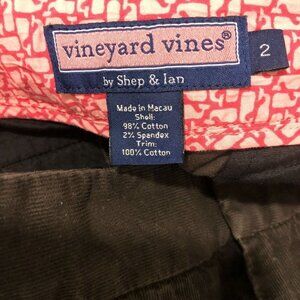 vineyard vines®
2
by Shep & Ian
Made in Macau
Shell:
98% Cotton
2% Spandex
Trim:
100% Cotton